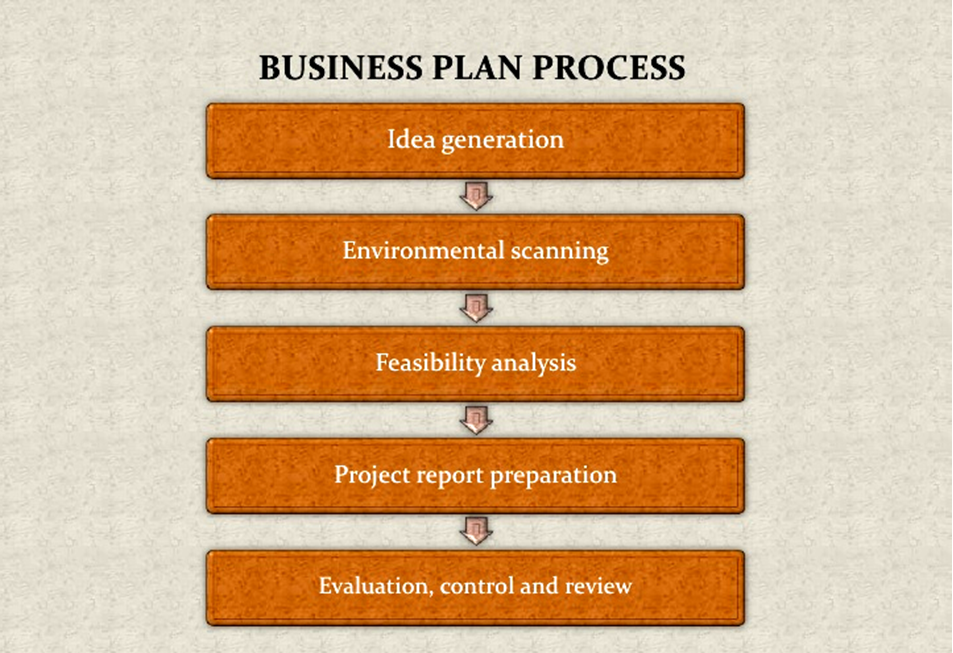 BUSINESS PLAN PROCESS
Idea generation
Environmental scanning
Feasibility analysis
Project report preparation
Evaluation, control and review